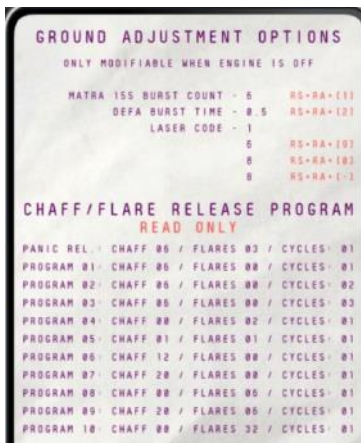 GROUND ADJUSTMENT OPTIONS
ONLY MODIFIABLE WHEN ENGINE IS OFF
MATRA 155 BURST COUNT - 6 RS+RA+[1]
DEFA BURST TIME - 0.5 RS+RA+[2]
LASER CODE - 1
6 RS+RA+[9]
8 RS+RA+[0]
8 RS+RA+[-]
CHAFF/FLARE RELEASE PROGRAM
READ ONLY
PANIC REL.: CHAFF 06 / FLARES 03 / CYCLES: 01
PROGRAM 01: CHAFF 06 / FLARES 00 / CYCLES: 01
PROGRAM 02: CHAFF 06 / FLARES 00 / CYCLES: 02
PROGRAM 03: CHAFF 06 / FLARES 00 / CYCLES: 03
PROGRAM 04: CHAFF 00 / FLARES 02 / CYCLES: 01
PROGRAM 05: CHAFF 01 / FLARES 01 / CYCLES: 01
PROGRAM 06: CHAFF 12 / FLARES 00 / CYCLES: 01
PROGRAM 07: CHAFF 20 / FLARES 00 / CYCLES: 01
PROGRAM 08: CHAFF 00 / FLARES 06 / CYCLES: 01
PROGRAM 09: CHAFF 20 / FLARES 06 / CYCLES: 01
PROGRAM 10: CHAFF 00 / FLARES 32 / CYCLES: 01